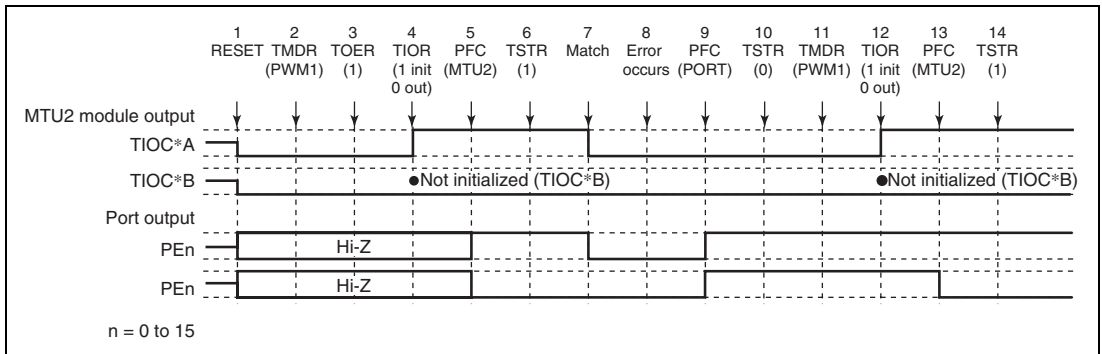 1 2 3 4 5 6 7 8 9 10 11 12 13 14
RESET TMDR TOER TIOR PFC TSTR Match Error PFC TSTR TMDR TIOR PFC TSTR
(PWM1) (1) (1 init (MTU2) (1) occurs (PORT) (0) (PWM1) (1 init (MTU2) (1)
0 out) 0 out)
MTU2 module output
TIOC*A
TIOC*B ●Not initialized (TIOC*B) ●Not initialized (TIOC*B)
Port output
PEn Hi-Z
PEn Hi-Z
n = 0 to 15